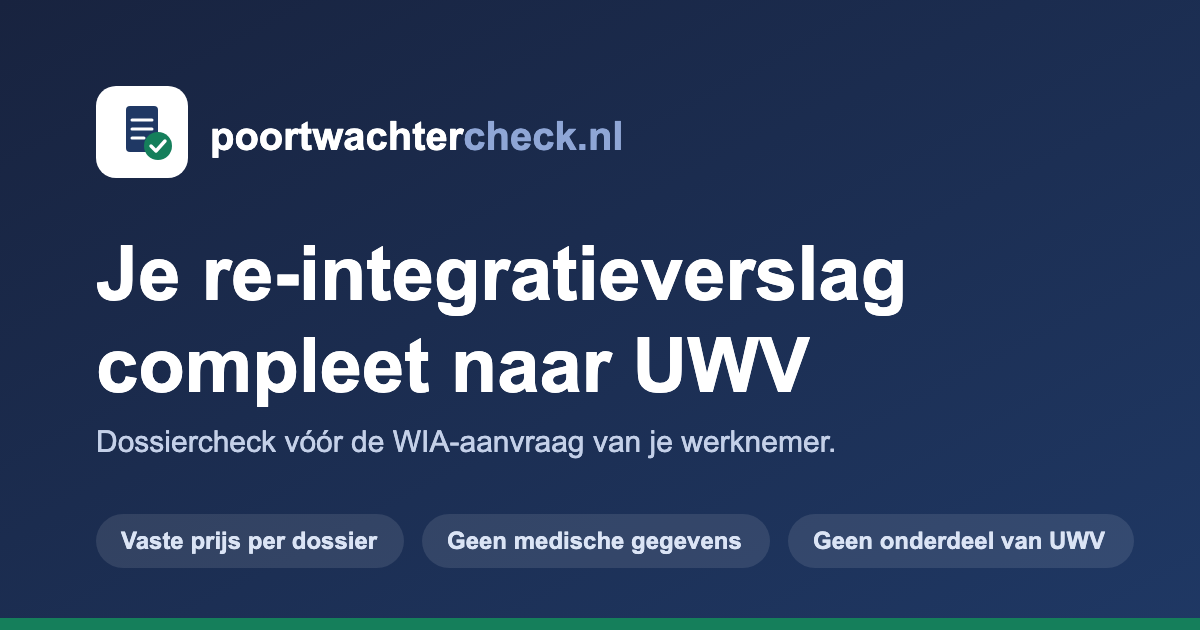 poortwachtercheck.nl
Je re-integratieverslag
compleet naar UWV
Dossiercheck vóór de WIA-aanvraag van je werknemer.
Vaste prijs per dossier
Geen medische gegevens
Geen onderdeel van UWV